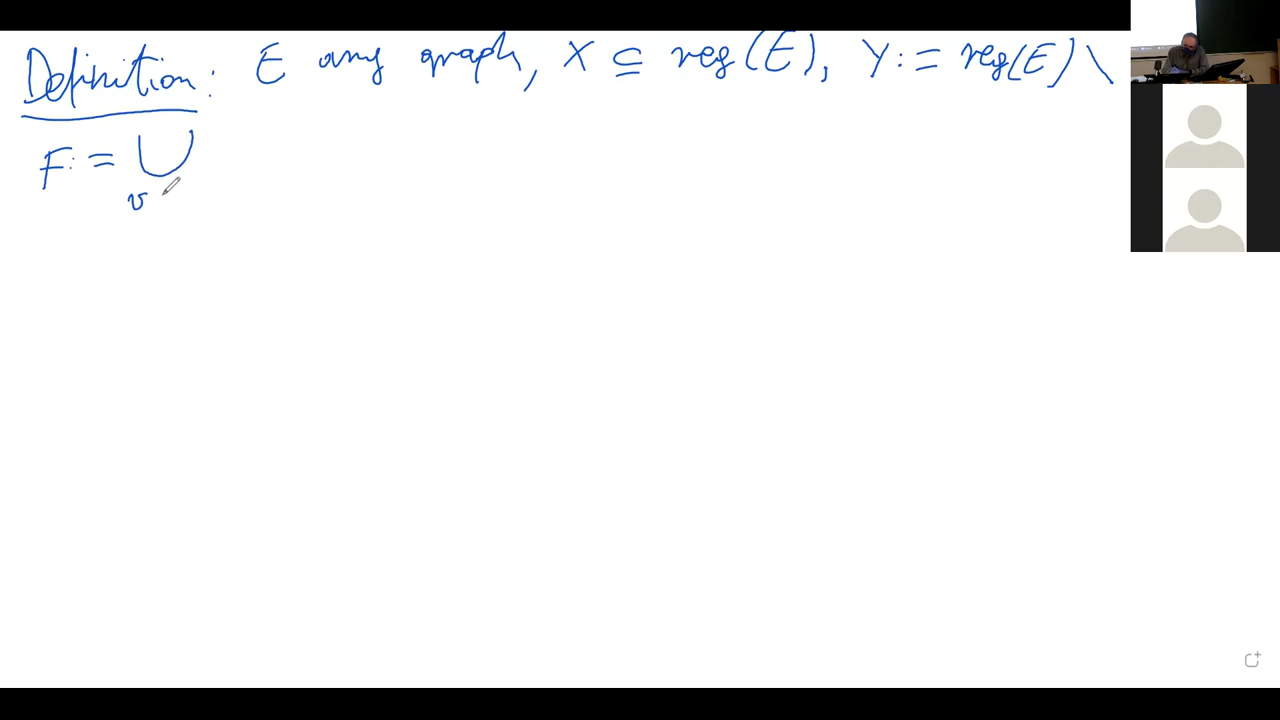 Definition: E any graph, X ⊆ reg(E), Y := reg(E) \
F := ∪
v